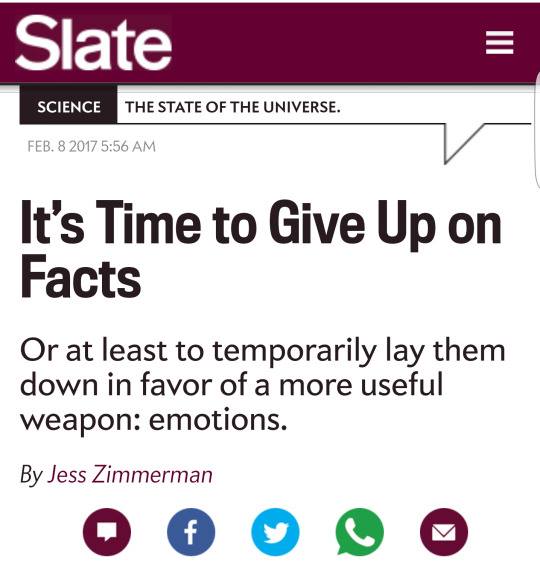 Slate
SCIENCE THE STATE OF THE UNIVERSE.
FEB. 8 2017 5:56 AM
It's Time to Give Up on
Facts
Or at least to temporarily lay them
down in favor of a more useful
weapon: emotions.
By Jess Zimmerman